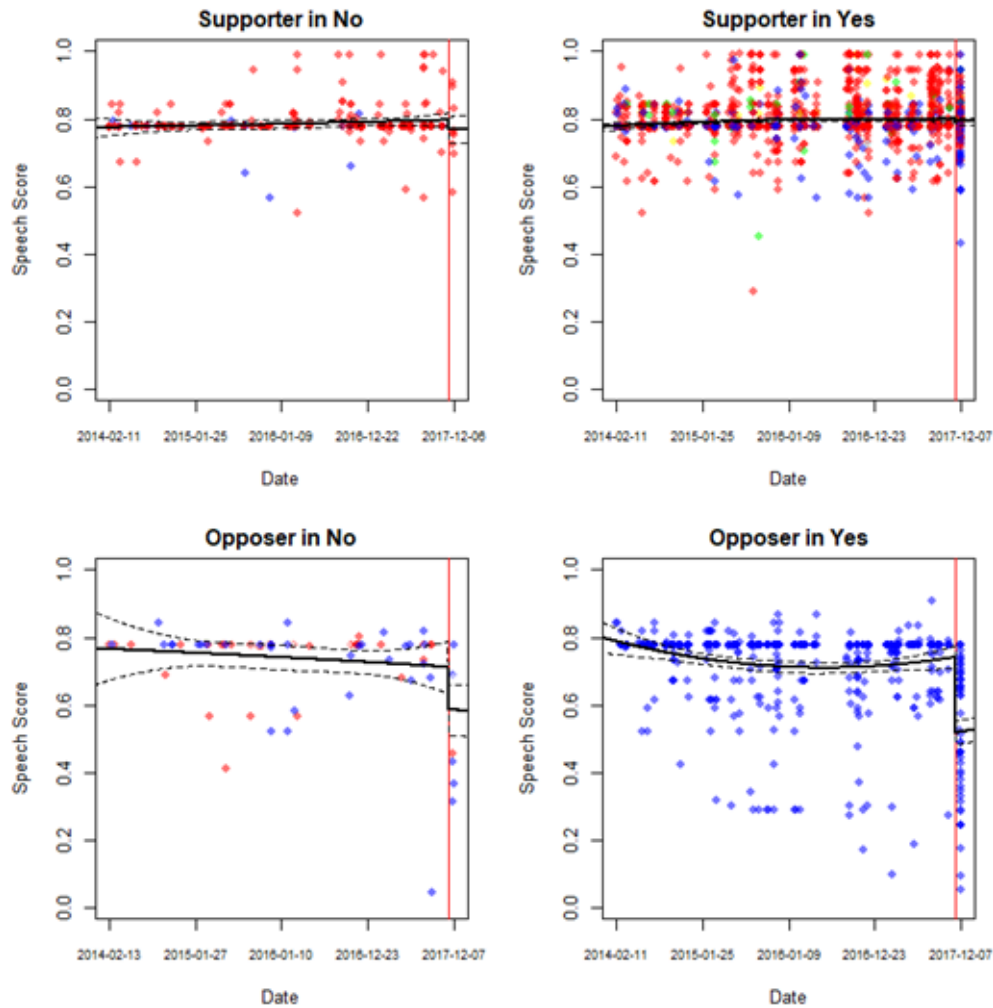 Supporter in No
Speech Score
1.0
0.8
0.6
0.4
0.2
0.0
2014-02-11 2015-01-25 2016-01-09 2016-12-22 2017-12-06
Date
Supporter in Yes
Speech Score
1.0
0.8
0.6
0.4
0.2
0.0
2014-02-11 2015-01-25 2016-01-09 2016-12-23 2017-12-07
Date
Opposer in No
Speech Score
1.0
0.8
0.6
0.4
0.2
0.0
2014-02-13 2015-01-27 2016-01-10 2016-12-23 2017-12-07
Date
Opposer in Yes
Speech Score
1.0
0.8
0.6
0.4
0.2
0.0
2014-02-11 2015-01-25 2016-01-09 2016-12-23 2017-12-07
Date